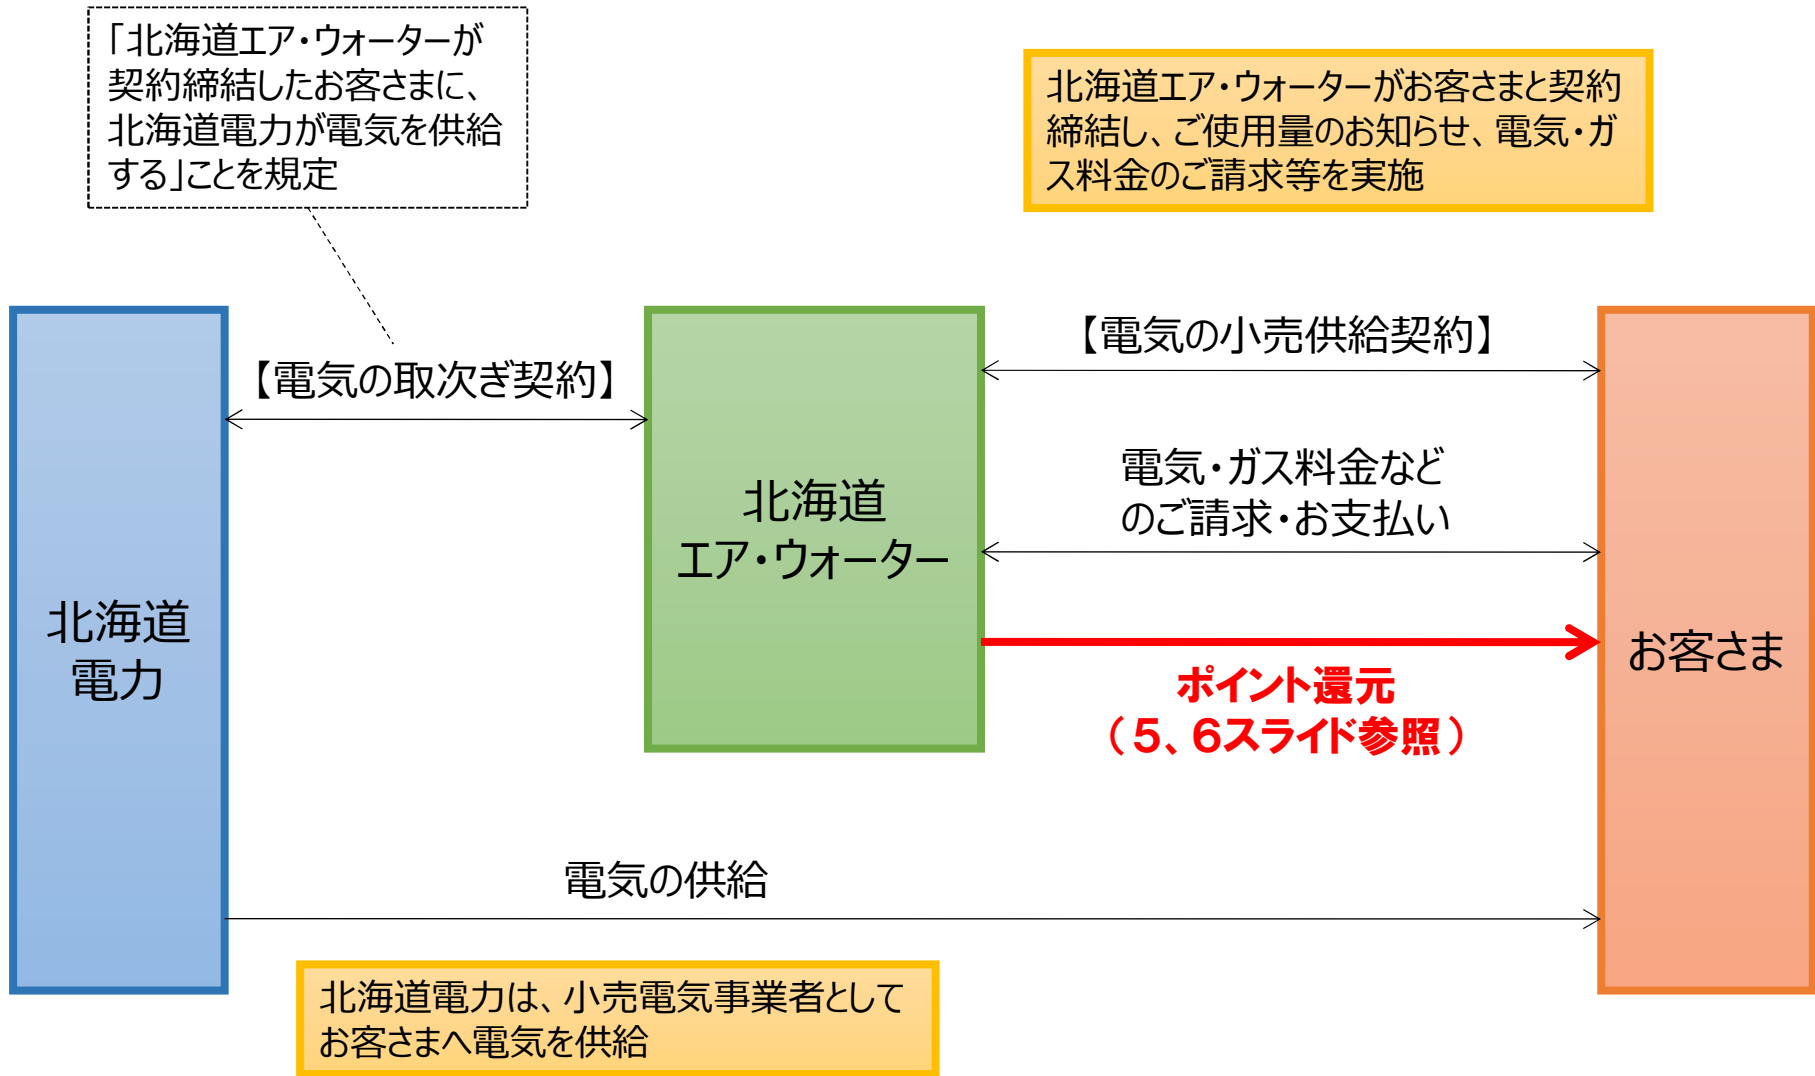 「北海道エア・ウォーターが
契約締結したお客さまに、
北海道電力が電気を供給
する」ことを規定
北海道エア・ウォーターがお客さまと契約
締結し、ご使用量のお知らせ、電気・ガ
ス料金のご請求等を実施
【電気の取次ぎ契約】
【電気の小売供給契約】
電気・ガス料金など
のご請求・お支払い
北海道
電力
北海道
エア・ウォーター
お客さま
ポイント還元
（５、６スライド参照）
電気の供給
北海道電力は、小売電気事業者として
お客さまへ電気を供給